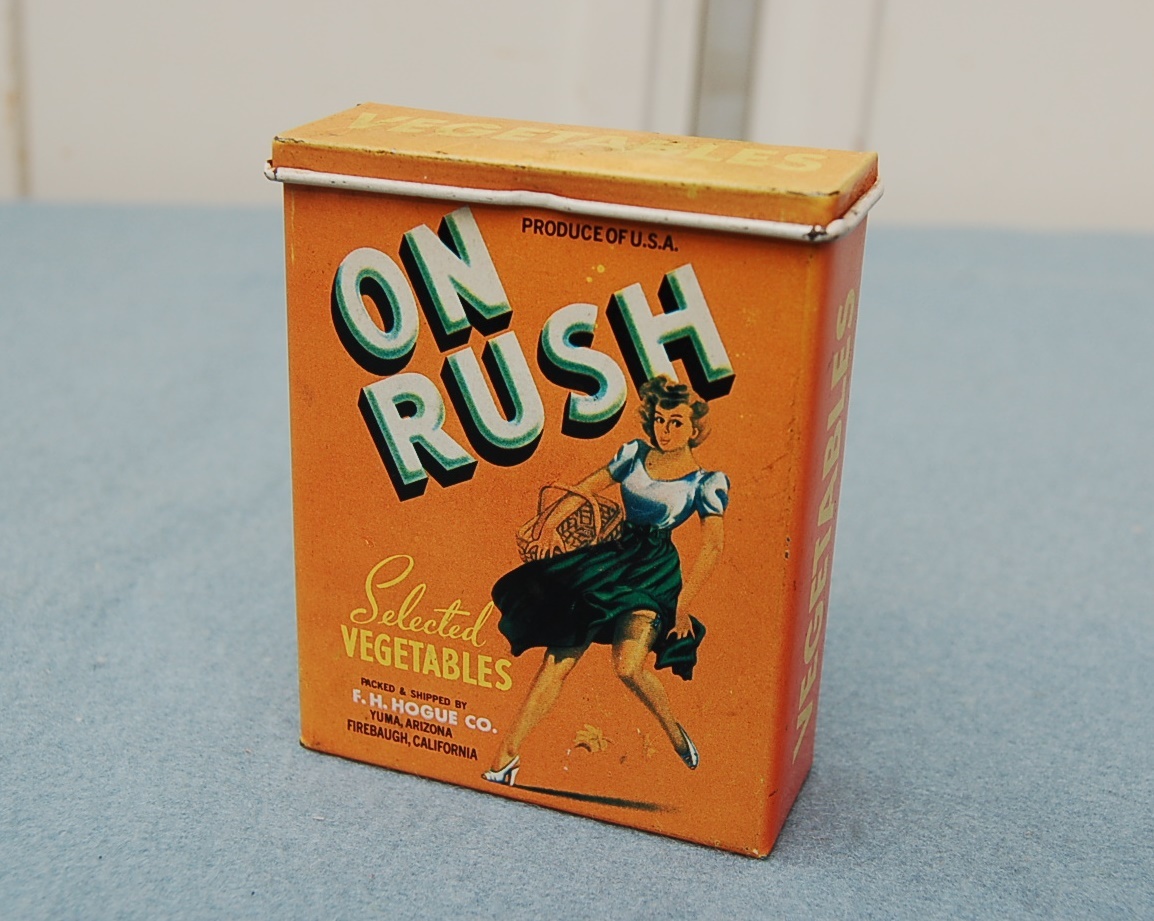 VEGETABLES
PRODUCE OF U.S.A.
ON
RUSH
Selected
VEGETABLES
PACKED & SHIPPED BY
F. H. HOGUE CO.
YUMA, ARIZONA
FIREBAUGH, CALIFORNIA
VEGETABLES